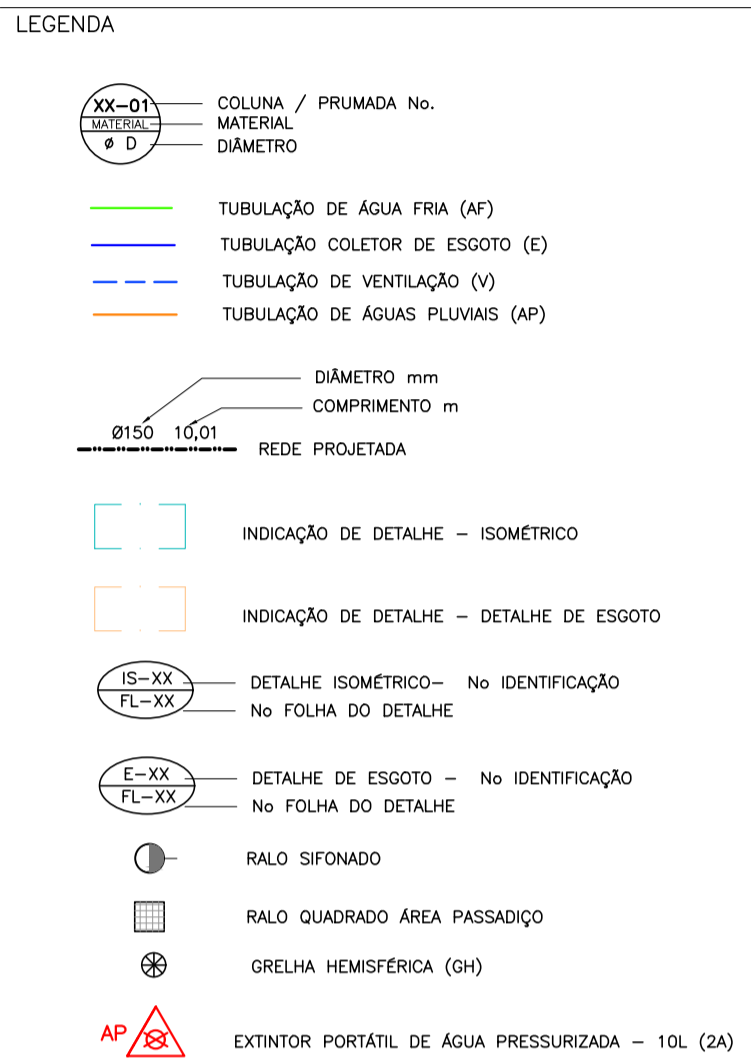 LEGENDA
XX-01 COLUNA / PRUMADA No.
MATERIAL MATERIAL
ø D DIÂMETRO
TUBULAÇÃO DE ÁGUA FRIA (AF)
TUBULAÇÃO COLETOR DE ESGOTO (E)
TUBULAÇÃO DE VENTILAÇÃO (V)
TUBULAÇÃO DE ÁGUAS PLUVIAIS (AP)
DIÂMETRO mm
COMPRIMENTO m
Ø150 10,01
REDE PROJETADA
INDICAÇÃO DE DETALHE – ISOMÉTRICO
INDICAÇÃO DE DETALHE – DETALHE DE ESGOTO
IS-XX DETALHE ISOMÉTRICO– No IDENTIFICAÇÃO
FL-XX No FOLHA DO DETALHE
E-XX DETALHE DE ESGOTO – No IDENTIFICAÇÃO
FL-XX No FOLHA DO DETALHE
RALO SIFONADO
RALO QUADRADO ÁREA PASSADIÇO
GRELHA HEMISFÉRICA (GH)
AP EXTINTOR PORTÁTIL DE ÁGUA PRESSURIZADA – 10L (2A)